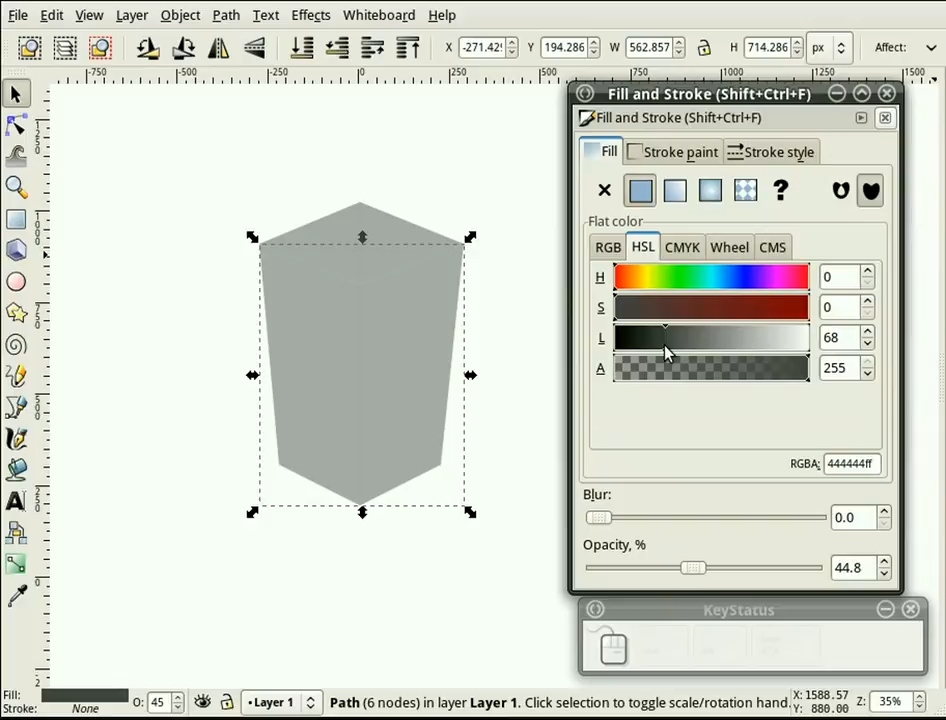 File Edit View Layer Object Path Text Effects Whiteboard Help
X -271.42 Y 194.286 W 562.857 H 714.286 px Affect:
-750 -500 -250 0 250 500 750 1000 1250 1500
Fill and Stroke (Shift+Ctrl+F)
Fill and Stroke (Shift+Ctrl+F)
Fill Stroke paint Stroke style
?
Flat color
RGB HSL CMYK Wheel CMS
H 0
S 0
L 68
A 255
RGBA: 444444ff
Blur:
0.0
Opacity, %
44.8
KeyStatus
Fill:
Stroke: None
O: 45
•Layer 1
Path (6 nodes) in layer Layer 1. Click selection to toggle scale/rotation hand
X: 1588.57
Y: 880.00
Z: 35%